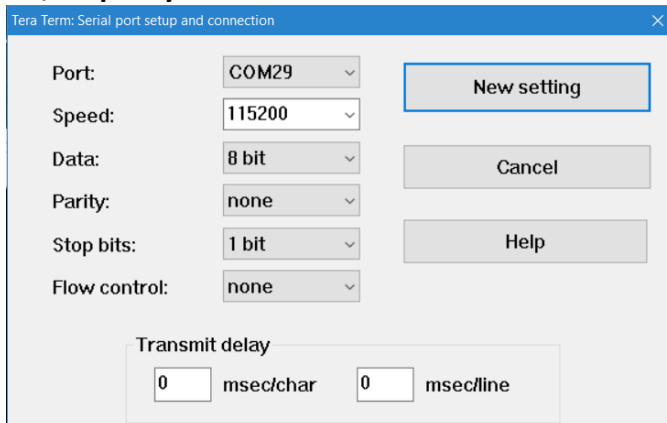 Tera Term: Serial port setup and connection
Port: COM29 New setting
Speed: 115200
Data: 8 bit Cancel
Parity: none
Stop bits: 1 bit Help
Flow control: none
Transmit delay
0 msec/char 0 msec/line